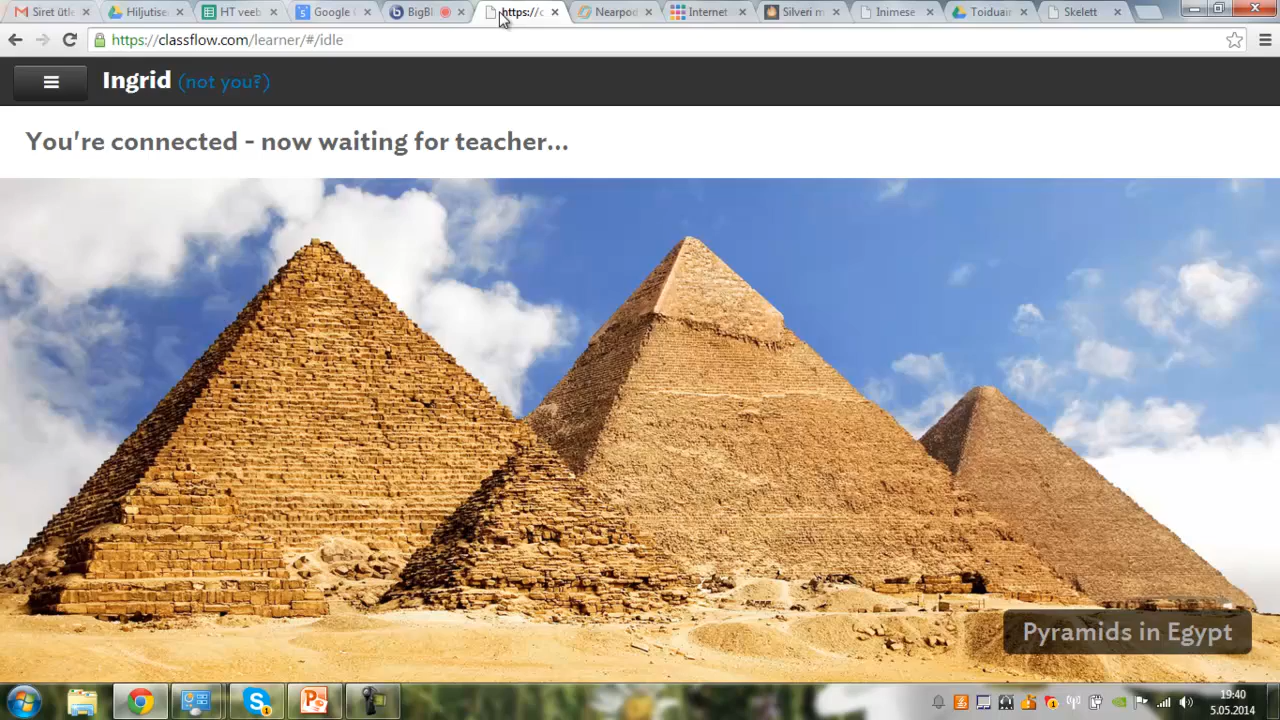 Siret ütle
Hiljutise
HT veeb
Google
BigBl
https://c
Nearpod
Internet
Silveri m
Inimese
Toiduain
Skelett
https://classflow.com/learner/#/idle
Ingrid (not you?)
You're connected - now waiting for teacher...
Pyramids in Egypt
19:40
5.05.2014